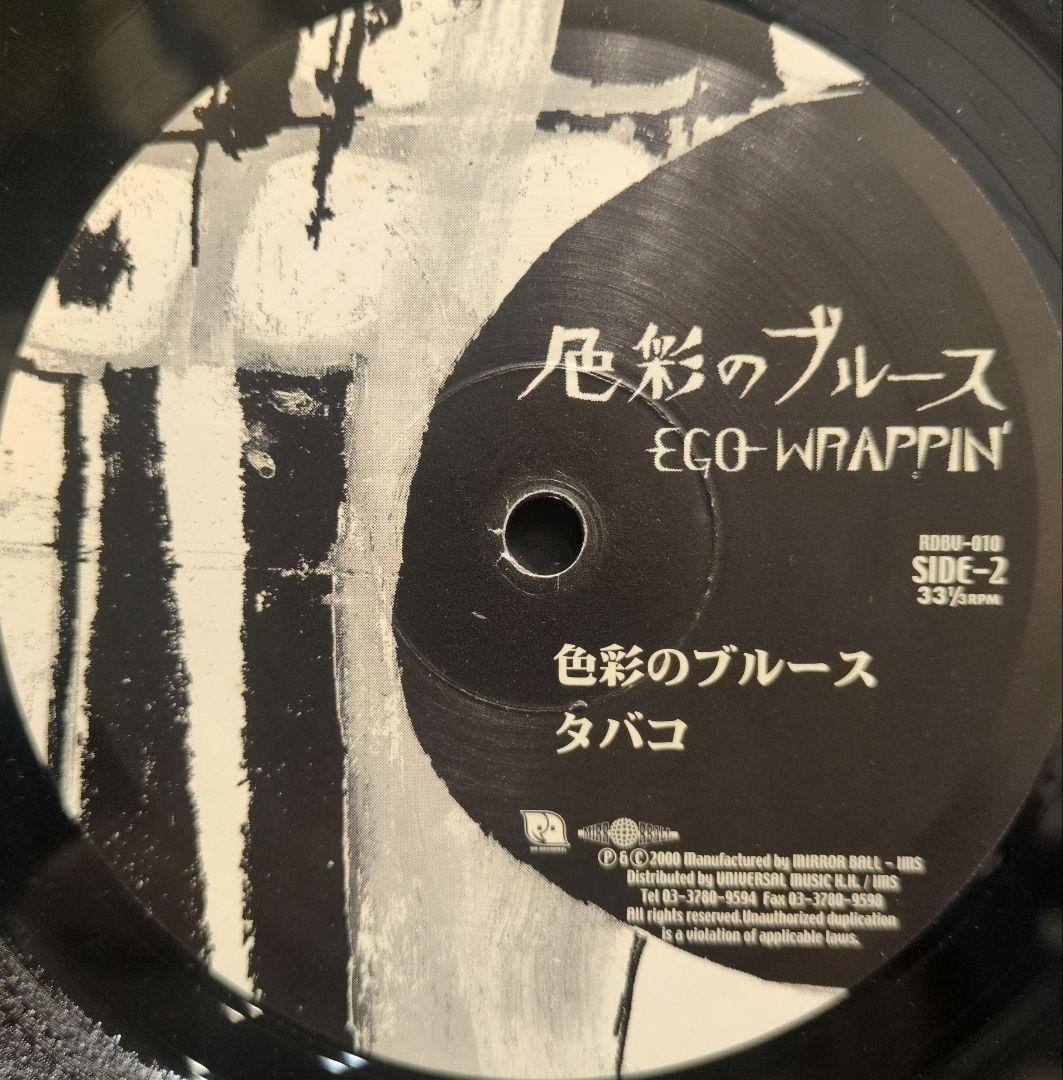 色彩のブルース
EGO-WRAPPIN'
RDBU-010
SIDE-2
33⅓RPM
色彩のブルース
タバコ
MIRRORBALL
Ⓟ & Ⓒ 2000 Manufactured by MIRROR BALL - IMS
Distributed by UNIVERSAL MUSIC K.K. / IMS
Tel 03-3780-9594 Fax 03-3780-9598
All rights reserved. Unauthorized duplication
is a violation of applicable laws.